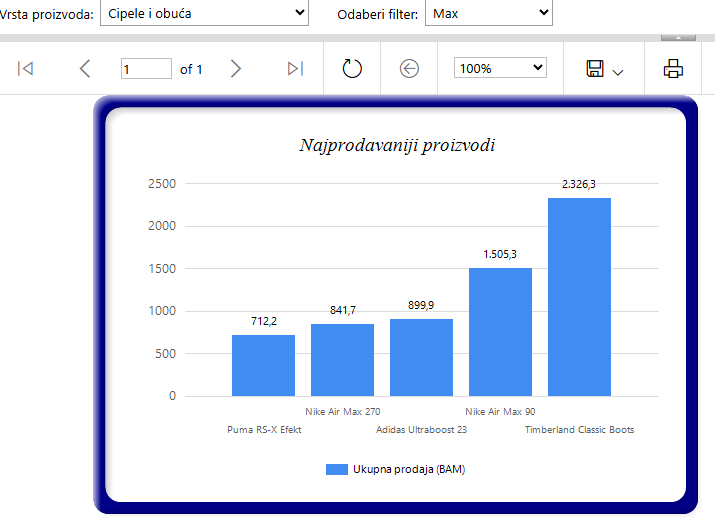 Vrsta proizvoda: Cipele i obuća Odaberi filter: Max
1 of 1 100%
Najprodavaniji proizvodi
2500
2.326,3
2000
1500
1.505,3
1000
841,7
899,9
712,2
500
0
Nike Air Max 270 Nike Air Max 90
Puma RS-X Efekt Adidas Ultraboost 23 Timberland Classic Boots
Ukupna prodaja (BAM)